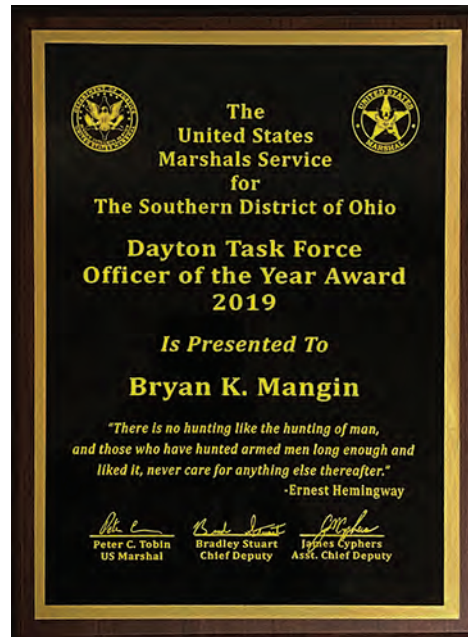 The
United States
Marshals Service
for
The Southern District of Ohio
Dayton Task Force
Officer of the Year Award
2019
Is Presented To
Bryan K. Mangin
"There is no hunting like the hunting of man,
and those who have hunted armed men long enough and
liked it, never care for anything else thereafter."
-Ernest Hemingway
Peter C. Tobin
US Marshal
Bradley Stuart
Chief Deputy
James Cyphers
Asst. Chief Deputy
UNITED STATES
MARSHAL